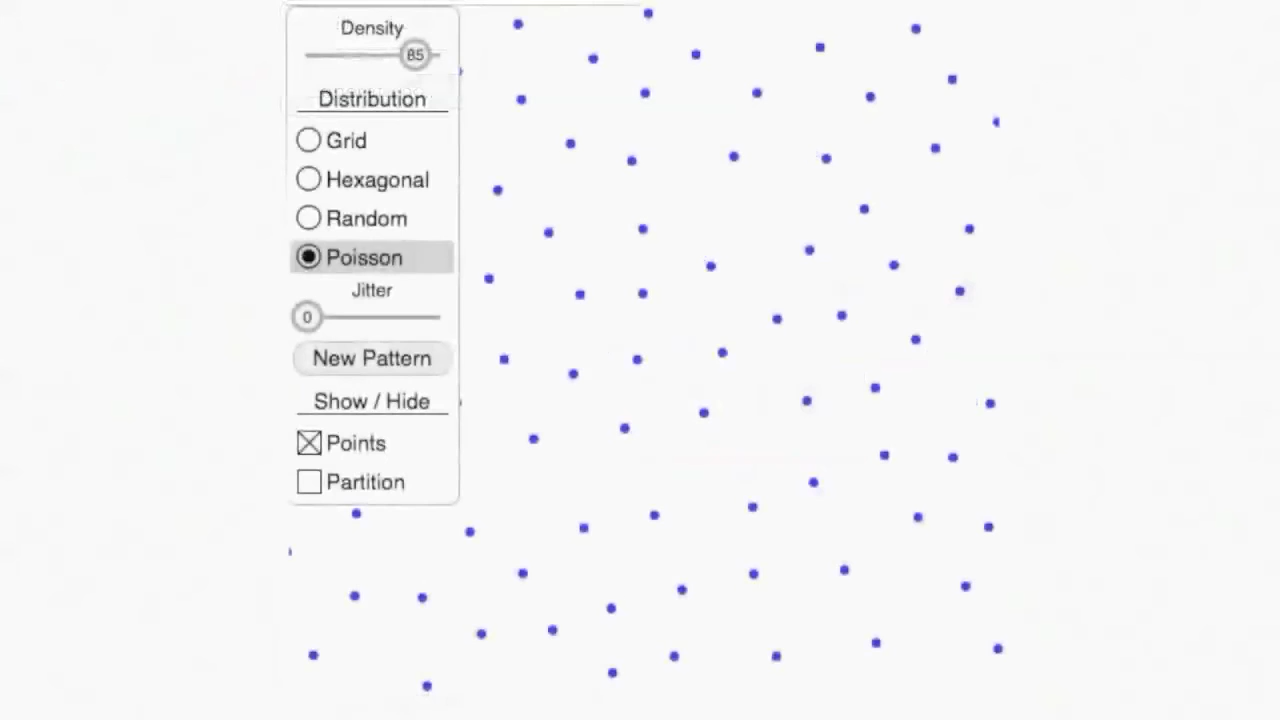 Density
85
Distribution
Grid
Hexagonal
Random
Poisson
Jitter
0
New Pattern
Show / Hide
Points
Partition